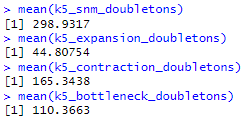 > mean(k5_snm_doubletons)
[1] 298.9317
> mean(k5_expansion_doubletons)
[1] 44.80754
> mean(k5_contraction_doubletons)
[1] 165.3438
> mean(k5_bottleneck_doubletons)
[1] 110.3663